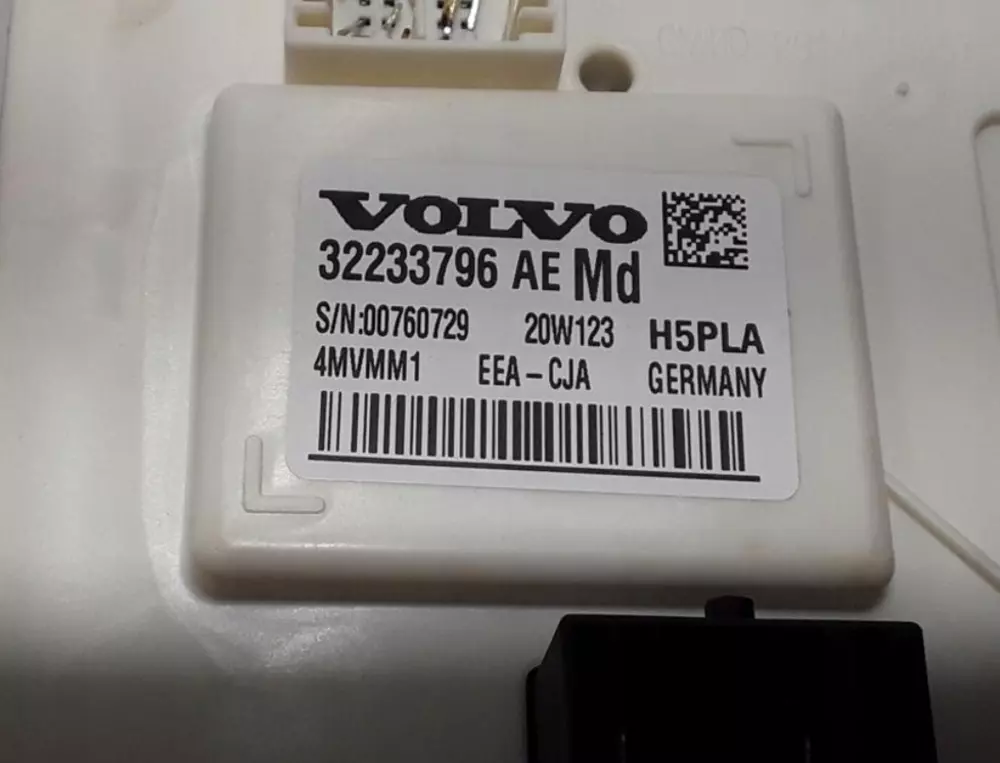 VOLVO
32233796 AE Md
S/N:00760729 20W123 H5PLA
4MVMM1 EEA-CJA GERMANY